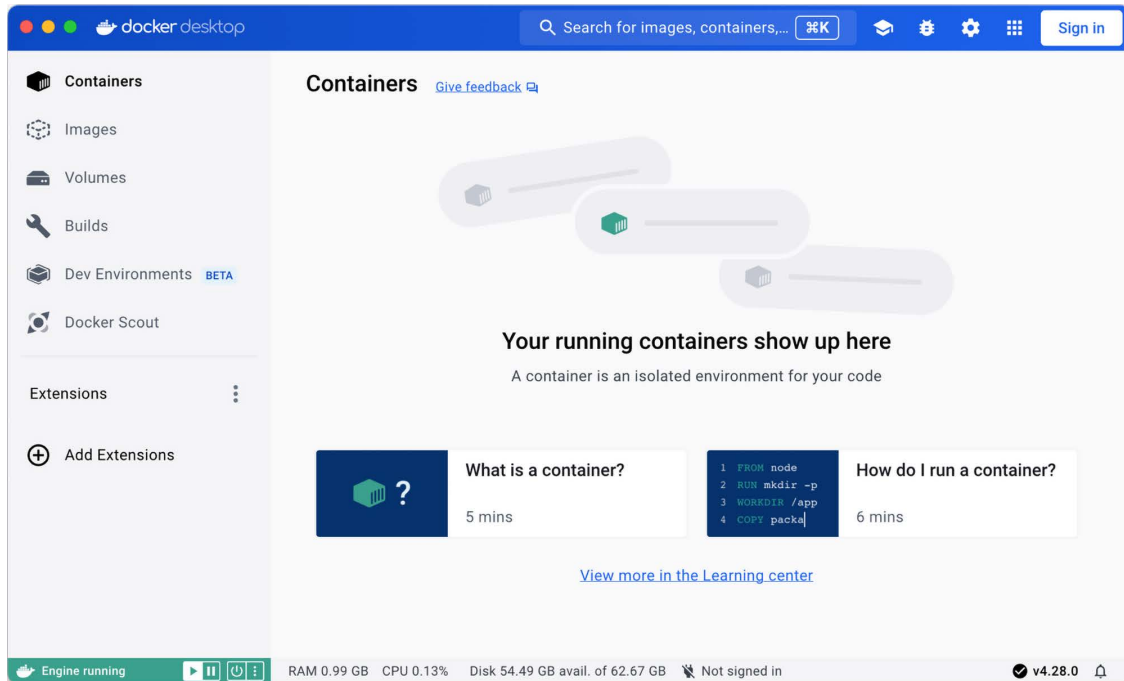 docker desktop
Search for images, containers,... ⌘K
Sign in
Containers
Images
Volumes
Builds
Dev Environments BETA
Docker Scout
Extensions
Add Extensions
Containers Give feedback
Your running containers show up here
A container is an isolated environment for your code
?
What is a container?
5 mins
1 FROM node
2 RUN mkdir -p
3 WORKDIR /app
4 COPY packa
How do I run a container?
6 mins
View more in the Learning center
Engine running
RAM 0.99 GB CPU 0.13% Disk 54.49 GB avail. of 62.67 GB Not signed in
v4.28.0